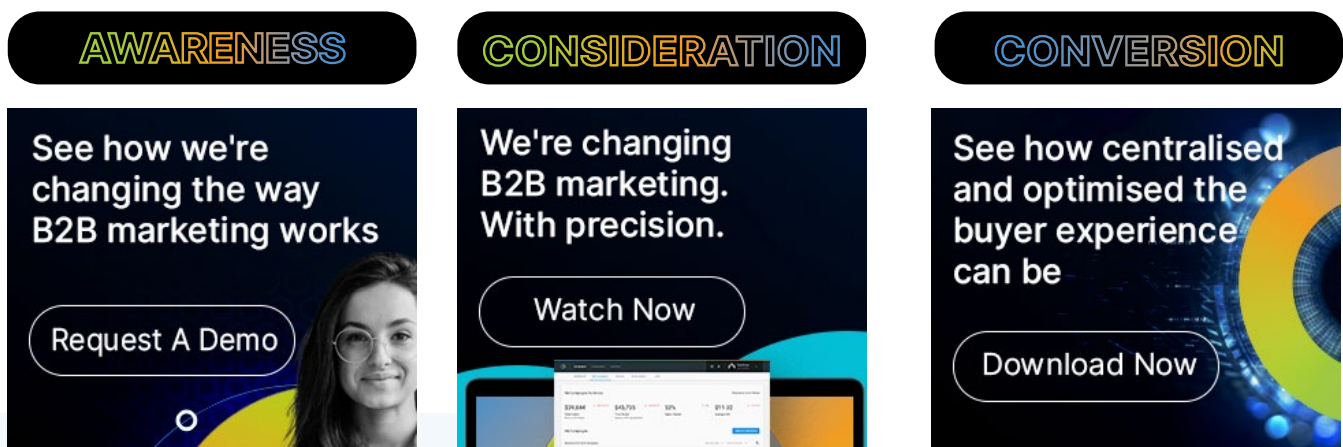 AWARENESS
CONSIDERATION
CONVERSION
See how we're
changing the way
B2B marketing works
Request A Demo
We're changing
B2B marketing.
With precision.
Watch Now
See how centralised
and optimised the
buyer experience
can be
Download Now